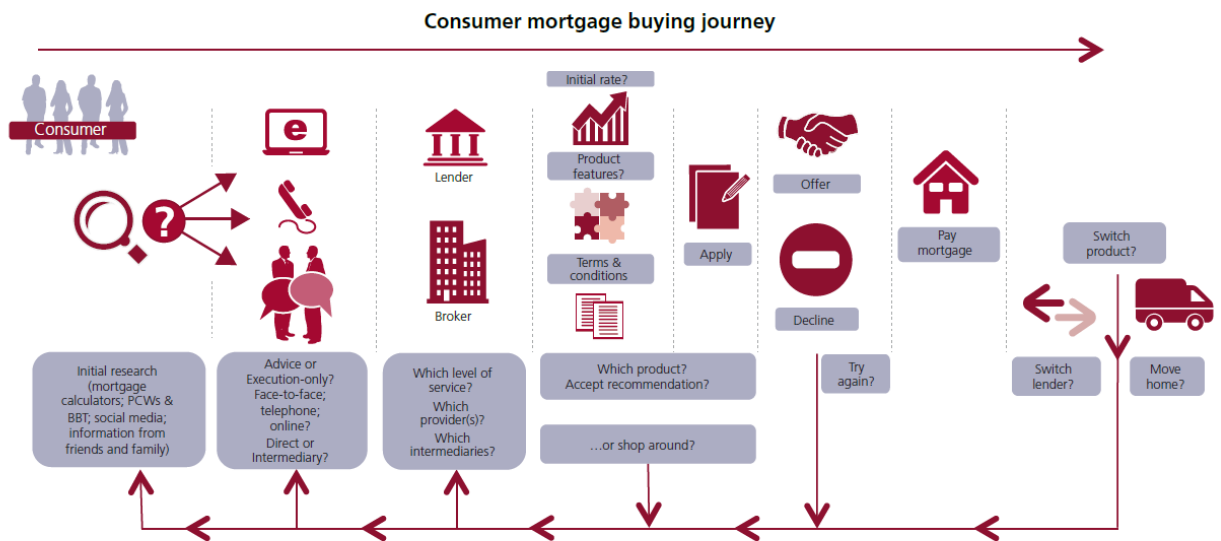 Consumer mortgage buying journey
Consumer
e
?
Lender
Broker
Initial rate?
Product
features?
Terms &
conditions
Apply
Offer
Decline
Pay
mortgage
Switch
product?
Initial research
(mortgage
calculators; PCWs &
BBT; social media;
information from
friends and family)
Advice or
Execution-only?
Face-to-face;
telephone;
online?
Direct or
Intermediary?
Which level of
service?
Which
provider(s)?
Which
intermediaries?
Which product?
Accept recommendation?
...or shop around?
Try
again?
Switch
lender?
Move
home?